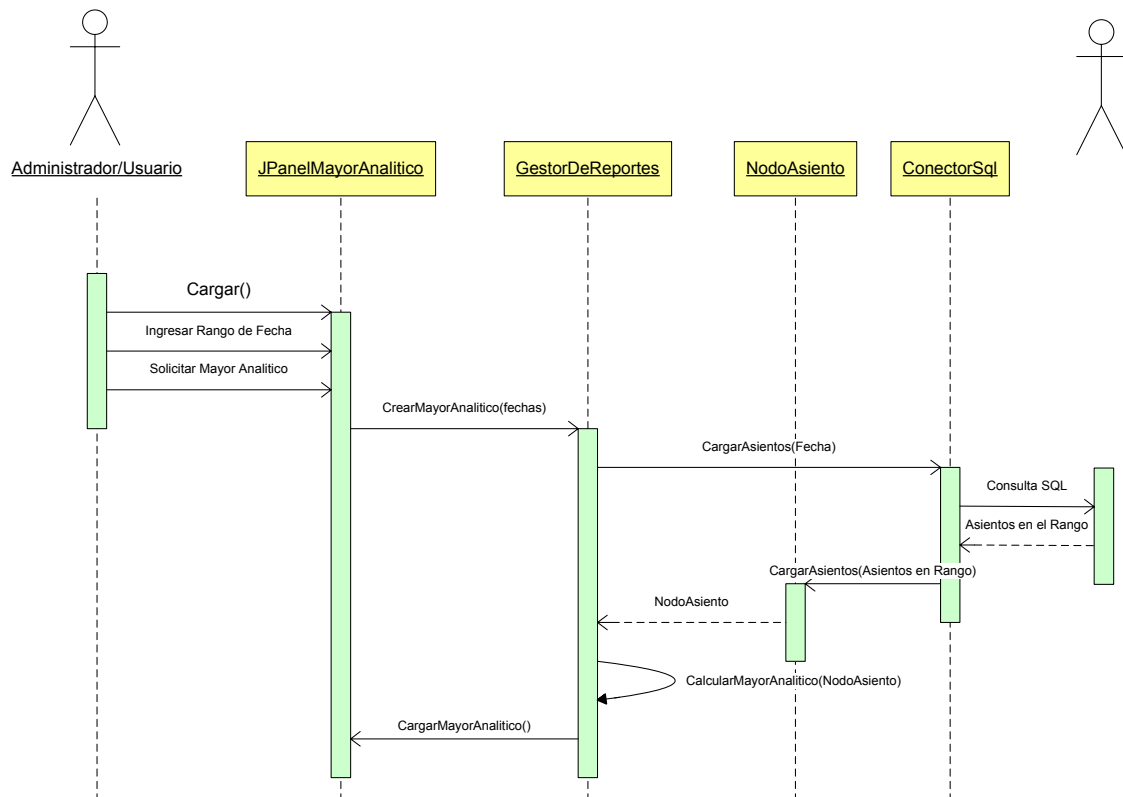 Administrador/Usuario
JPanelMayorAnalitico
GestorDeReportes
NodoAsiento
ConectorSql
Cargar()
Ingresar Rango de Fecha
Solicitar Mayor Analitico
CrearMayorAnalitico(fechas)
CargarAsientos(Fecha)
Consulta SQL
Asientos en el Rango
CargarAsientos(Asientos en Rango)
NodoAsiento
CalcularMayorAnalitico(NodoAsiento)
CargarMayorAnalitico()